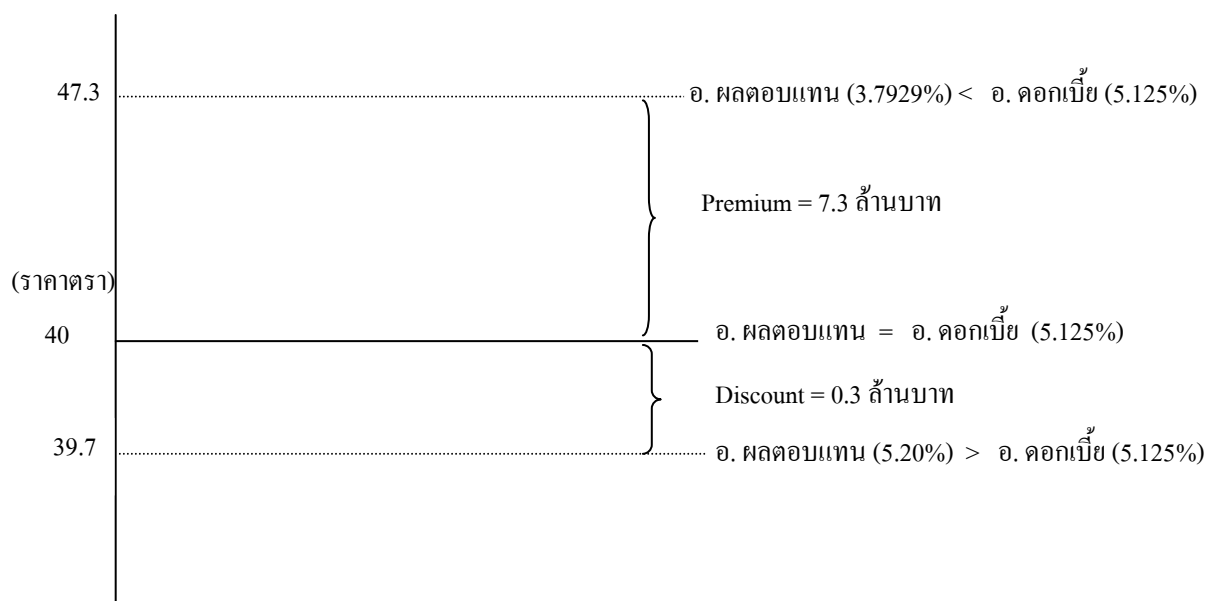 47.3 อ. ผลตอบแทน (3.7929%) < อ. ดอกเบี้ย (5.125%)
Premium = 7.3 ล้านบาท
(ราคาตรา)
40 อ. ผลตอบแทน = อ. ดอกเบี้ย (5.125%)
Discount = 0.3 ล้านบาท
39.7 อ. ผลตอบแทน (5.20%) > อ. ดอกเบี้ย (5.125%)